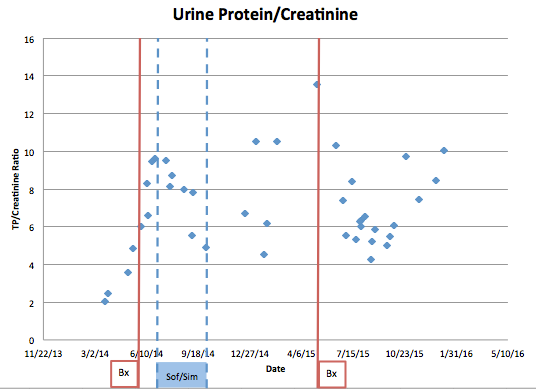 Urine Protein/Creatinine
TP/Creatinine Ratio
16
14
12
10
8
6
4
2
0
11/22/13 3/2/14 6/10/14 9/18/14 12/27/14 4/6/15 7/15/15 10/23/15 1/31/16 5/10/16
Date
Bx
Sof/Sim
Bx